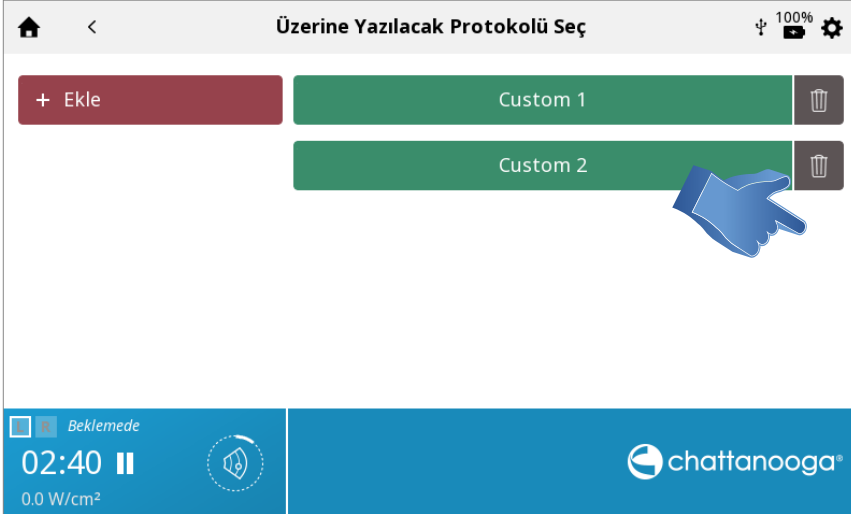 Üzerine Yazılacak Protokolü Seç
100%
+ Ekle
Custom 1
Custom 2
L R Beklemede
02:40
0.0 W/cm²
chattanooga®